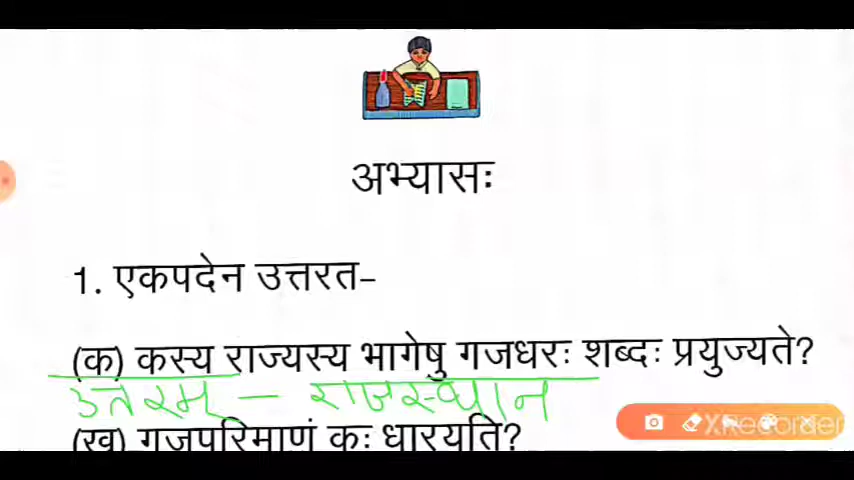 अभ्यासः
1. एकपदेन उत्तरत–
(क) कस्य राज्यस्य भागेषु गजधरः शब्दः प्रयुज्यते?
उत्तरम् – राजस्थान
(ख) गजपरिमाणं कः धारयति?
XRecorder